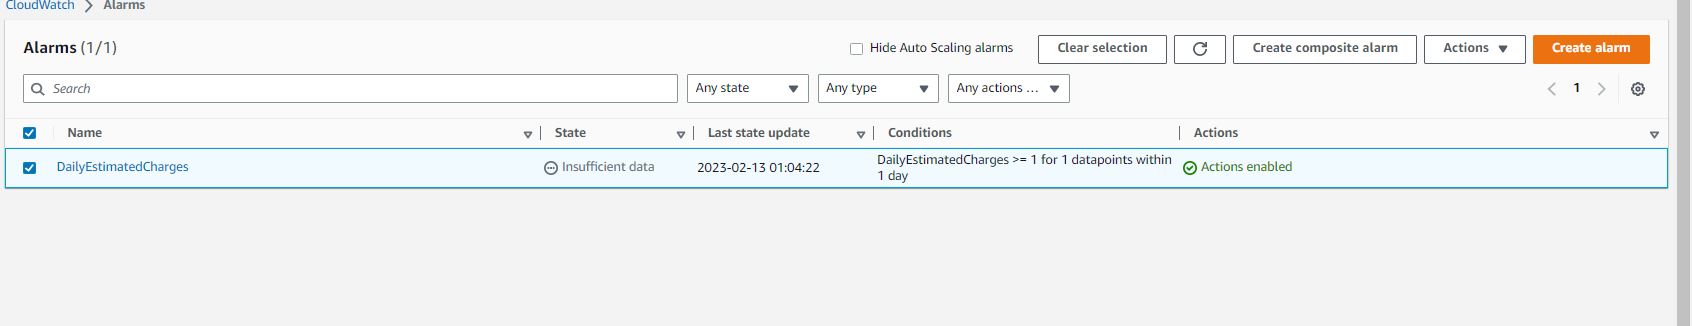 CloudWatch > Alarms
Alarms (1/1)
Hide Auto Scaling alarms
Clear selection
Create composite alarm
Actions
Create alarm
Search
Any state
Any type
Any actions ...
1
Name State Last state update Conditions Actions
DailyEstimatedCharges Insufficient data 2023-02-13 01:04:22 DailyEstimatedCharges >= 1 for 1 datapoints within
1 day
Actions enabled